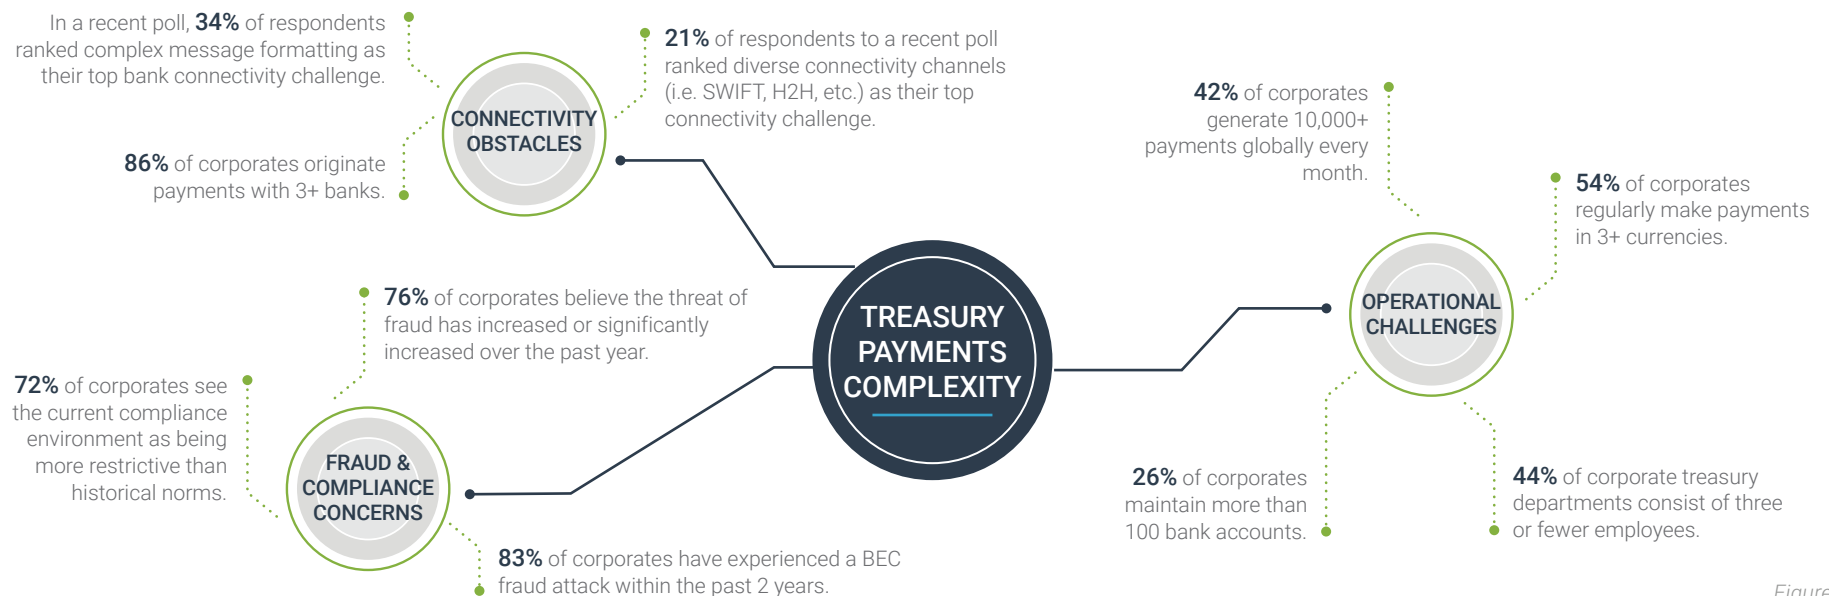 In a recent poll, 34% of respondents
ranked complex message formatting as
their top bank connectivity challenge.
86% of corporates originate
payments with 3+ banks.
CONNECTIVITY
OBSTACLES
21% of respondents to a recent poll
ranked diverse connectivity channels
(i.e. SWIFT, H2H, etc.) as their top
connectivity challenge.
76% of corporates believe the threat of
fraud has increased or significantly
increased over the past year.
72% of corporates see
the current compliance
environment as being
more restrictive than
historical norms.
FRAUD &
COMPLIANCE
CONCERNS
83% of corporates have experienced a BEC
fraud attack within the past 2 years.
TREASURY
PAYMENTS
COMPLEXITY
42% of corporates
generate 10,000+
payments globally every
month.
54% of corporates
regularly make payments
in 3+ currencies.
OPERATIONAL
CHALLENGES
26% of corporates
maintain more than
100 bank accounts.
44% of corporate treasury
departments consist of three
or fewer employees.
Figure